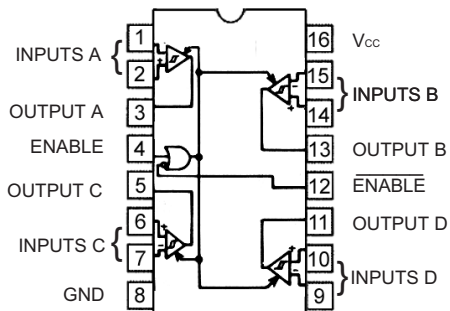 1
INPUTS A
2
3
OUTPUT A
4
ENABLE
5
OUTPUT C
6
INPUTS C
7
8
GND
16
VCC
15
INPUTS B
14
13
OUTPUT B
12
ENABLE
11
OUTPUT D
10
INPUTS D
9